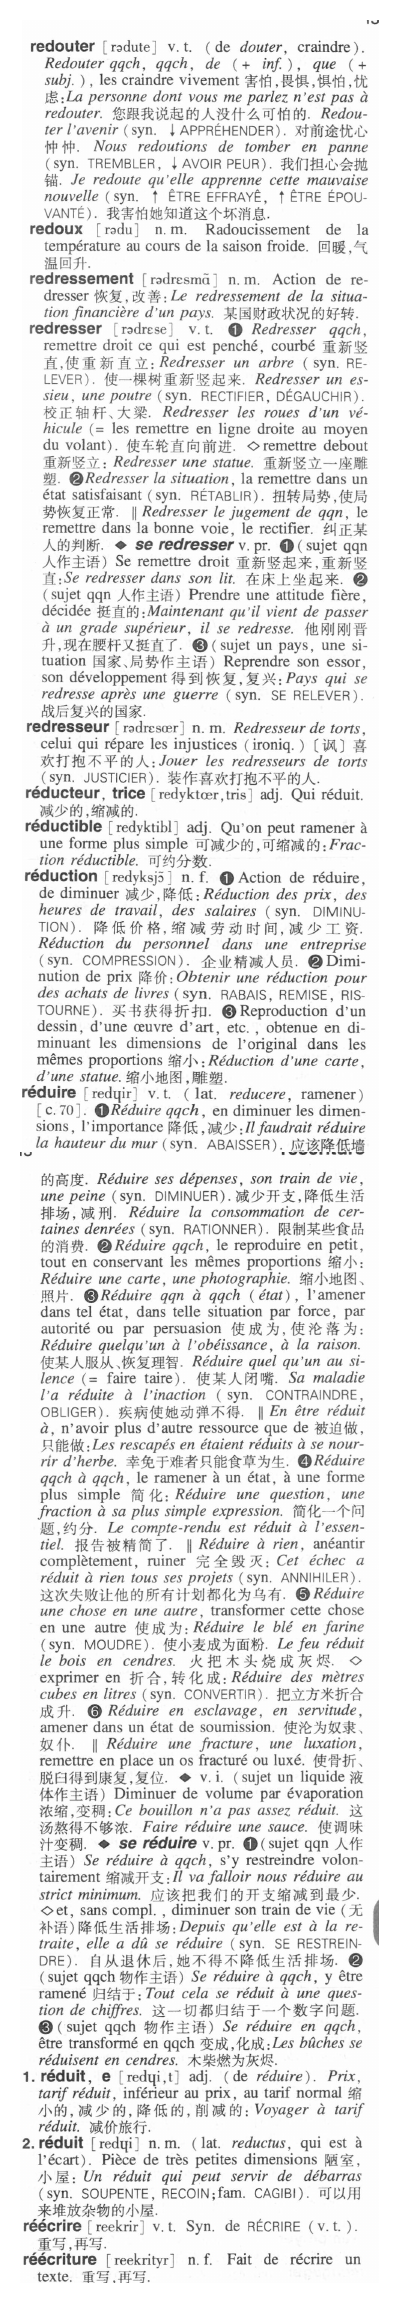 redouter [rədute] v. t. (de douter, craindre).
Redouter qqch, qqch, de (+ inf.), que (+
subj.), les craindre vivement 害怕,畏惧,惧怕,忧
虑:La personne dont vous me parlez n'est pas à
redouter. 您跟我说起的人没什么可怕的. Redou-
ter l'avenir (syn. ↓ APPRÉHENDER). 对前途忧心
忡忡. Nous redoutions de tomber en panne
(syn. TREMBLER, ↓ AVOIR PEUR). 我们担心会抛
锚. Je redoute qu'elle apprenne cette mauvaise
nouvelle (syn. ↑ ÊTRE EFFRAYÉ, ↑ ÊTRE ÉPOU-
VANTÉ). 我害怕她知道这个坏消息.
redoux [rədu] n. m. Radoucissement de la
température au cours de la saison froide. 回暖,气
温回升.
redressement [rədrɛsmã] n. m. Action de re-
dresser 恢复,改善:Le redressement de la situa-
tion financière d'un pays. 某国财政状况的好转.
redresser [rədrɛse] v. t. ❶ Redresser qqch,
remettre droit ce qui est penché, courbé 重新竖
直,使重新直立: Redresser un arbre (syn. RE-
LEVER). 使一棵树重新竖起来. Redresser un es-
sieu, une poutre (syn. RECTIFIER, DÉGAUCHIR).
校正轴杆、大梁. Redresser les roues d'un vé-
hicule (= les remettre en ligne droite au moyen
du volant). 使车轮直向前进. ◇remettre debout
重新竖立: Redresser une statue. 重新竖立一座雕
塑. ❷Redresser la situation, la remettre dans un
état satisfaisant (syn. RÉTABLIR). 扭转局势,使局
势恢复正常. ‖ Redresser le jugement de qqn, le
remettre dans la bonne voie, le rectifier. 纠正某
人的判断. ◆ se redresser v. pr. ❶(sujet qqn
人作主语) Se remettre droit 重新竖起来,重新竖
直:Se redresser dans son lit. 在床上坐起来. ❷
(sujet qqn 人作主语) Prendre une attitude fière,
décidée 挺直的:Maintenant qu'il vient de passer
à un grade supérieur, il se redresse. 他刚刚晋
升,现在腰杆又挺直了. ❸(sujet un pays, une si-
tuation 国家、局势作主语) Reprendre son essor,
son développement 得到恢复,复兴:Pays qui se
redresse après une guerre (syn. SE RELEVER).
战后复兴的国家.
redresseur [rədrɛsœr] n. m. Redresseur de torts,
celui qui répare les injustices (ironiq.) 〔讽〕喜
欢打抱不平的人:Jouer les redresseurs de torts
(syn. JUSTICIER). 装作喜欢打抱不平的人.
réducteur, trice [redyktœr,tris] adj. Qui réduit.
减少的,缩减的.
réductible [redyktibl] adj. Qu'on peut ramener à
une forme plus simple 可减少的,可缩减的:Frac-
tion réductible. 可约分数.
réduction [redyksjɔ̃] n. f. ❶ Action de réduire,
de diminuer 减少,降低:Réduction des prix, des
heures de travail, des salaires (syn. DIMINU-
TION). 降低价格,缩减劳动时间,减少工资.
Réduction du personnel dans une entreprise
(syn. COMPRESSION). 企业精减人员. ❷Dimi-
nution de prix 降价:Obtenir une réduction pour
des achats de livres (syn. RABAIS, REMISE, RIS-
TOURNE). 买书获得折扣. ❸Reproduction d'un
dessin, d'une œuvre d'art, etc., obtenue en di-
minuant les dimensions de l'original dans les
mêmes proportions 缩小:Réduction d'une carte,
d'une statue. 缩小地图,雕塑.
réduire [redɥir] v. t. (lat. reducere, ramener)
[c. 70]. ❶Réduire qqch, en diminuer les dimen-
sions, l'importance 降低,减少:Il faudrait réduire
la hauteur du mur (syn. ABAISSER). 应该降低墙
的高度. Réduire ses dépenses, son train de vie,
une peine (syn. DIMINUER). 减少开支,降低生活
排场,减刑. Réduire la consommation de cer-
taines denrées (syn. RATIONNER). 限制某些食品
的消费. ❷Réduire qqch, le reproduire en petit,
tout en conservant les mêmes proportions 缩小:
Réduire une carte, une photographie. 缩小地图、
照片. ❸Réduire qqn à qqch (état), l'amener
dans tel état, dans telle situation par force, par
autorité ou par persuasion 使成为,使沦落为:
Réduire quelqu'un à l'obéissance, à la raison.
使某人服从、恢复理智. Réduire quel qu'un au si-
lence (= faire taire). 使某人闭嘴. Sa maladie
l'a réduite à l'inaction (syn. CONTRAINDRE,
OBLIGER). 疾病使她动弹不得. ‖ En être réduit
à, n'avoir plus d'autre ressource que de 被迫做,
只能做:Les rescapés en étaient réduits à se nour-
rir d'herbe. 幸免于难者只能食草为生. ❹Réduire
qqch à qqch, le ramener à un état, à une forme
plus simple 简化: Réduire une question, une
fraction à sa plus simple expression. 简化一个问
题,约分. Le compte-rendu est réduit à l'essen-
tiel. 报告被精简了. ‖ Réduire à rien, anéantir
complètement, ruiner 完全毁灭: Cet échec a
réduit à rien tous ses projets (syn. ANNIHILER).
这次失败让他的所有计划都化为乌有. ❺Réduire
une chose en une autre, transformer cette chose
en une autre 使成为:Réduire le blé en farine
(syn. MOUDRE). 使小麦成为面粉. Le feu réduit
le bois en cendres. 火把木头烧成灰烬. ◇
exprimer en 折合,转化成:Réduire des mètres
cubes en litres (syn. CONVERTIR). 把立方米折合
成升. ❻ Réduire en esclavage, en servitude,
amener dans un état de soumission. 使沦为奴隶、
奴仆. ‖ Réduire une fracture, une luxation,
remettre en place un os fracturé ou luxé. 使骨折、
脱臼得到康复,复位. ◆ v. i. (sujet un liquide 液
体作主语) Diminuer de volume par évaporation
浓缩,变稠:Ce bouillon n'a pas assez réduit. 这
汤熬得不够浓. Faire réduire une sauce. 使调味
汁变稠. ◆ se réduire v. pr. ❶(sujet qqn 人作
主语) Se réduire à qqch, s'y restreindre volon-
tairement 缩减开支:Il va falloir nous réduire au
strict minimum. 应该把我们的开支缩减到最少.
◇et, sans compl., diminuer son train de vie (无
补语)降低生活排场:Depuis qu'elle est à la re-
traite, elle a dû se réduire (syn. SE RESTREIN-
DRE). 自从退休后,她不得不降低生活排场. ❷
(sujet qqch 物作主语) Se réduire à qqch, y être
ramené 归结于:Tout cela se réduit à une ques-
tion de chiffres. 这一切都归结于一个数字问题.
❸(sujet qqch 物作主语) Se réduire en qqch,
être transformé en qqch 变成,化成:Les bûches se
réduisent en cendres. 木柴燃为灰烬.
1. réduit, e [redɥi,t] adj. (de réduire). Prix,
tarif réduit, inférieur au prix, au tarif normal 缩
小的,减少的,降低的,削减的:Voyager à tarif
réduit. 减价旅行.
2. réduit [redɥi] n. m. (lat. reductus, qui est à
l'écart). Pièce de très petites dimensions 陋室,
小屋: Un réduit qui peut servir de débarras
(syn. SOUPENTE, RECOIN;fam. CAGIBI). 可以用
来堆放杂物的小屋.
réécrire [reekrir] v. t. Syn. de RÉCRIRE (v. t.).
重写,再写.
réécriture [reekrityr] n. f. Fait de récrire un
texte. 重写,再写.